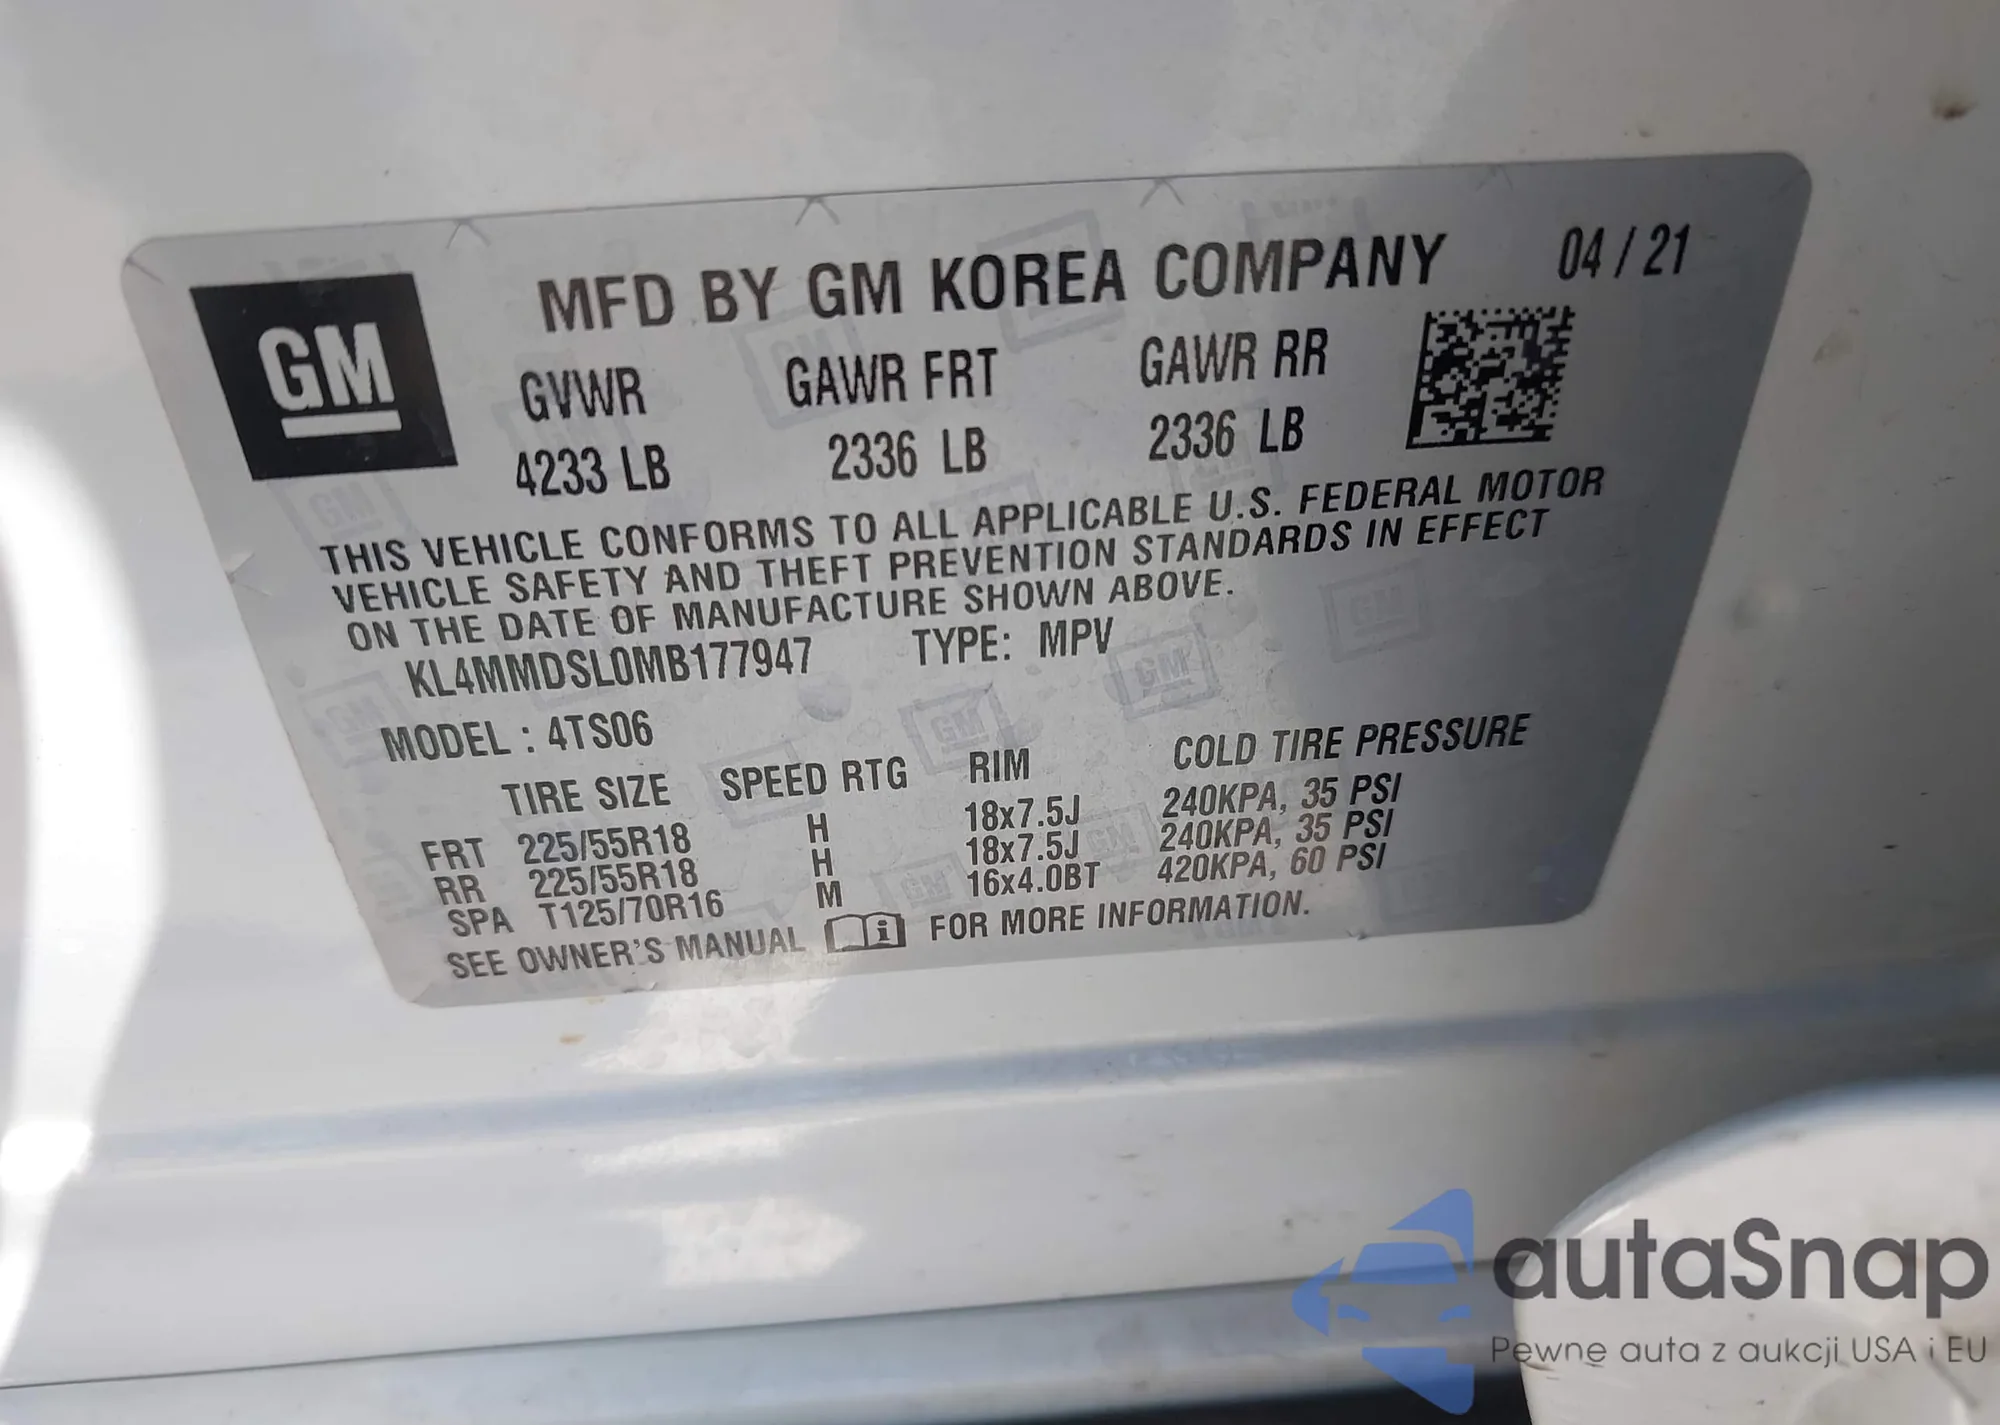 GM
MFD BY GM KOREA COMPANY 04 / 21
GVWR GAWR FRT GAWR RR
4233 LB 2336 LB 2336 LB
THIS VEHICLE CONFORMS TO ALL APPLICABLE U.S. FEDERAL MOTOR
VEHICLE SAFETY AND THEFT PREVENTION STANDARDS IN EFFECT
ON THE DATE OF MANUFACTURE SHOWN ABOVE.
KL4MMDSL0MB177947 TYPE: MPV
MODEL : 4TS06
TIRE SIZE SPEED RTG RIM COLD TIRE PRESSURE
FRT 225/55R18 H 18x7.5J 240KPA, 35 PSI
RR 225/55R18 H 18x7.5J 240KPA, 35 PSI
SPA T125/70R16 M 16x4.0BT 420KPA, 60 PSI
SEE OWNER'S MANUAL i FOR MORE INFORMATION.
autaSnap
Pewne auta z aukcji USA i EU